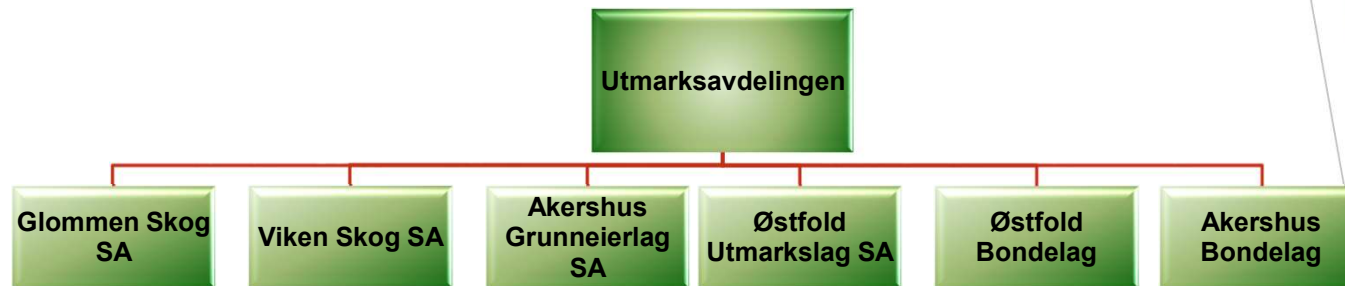 Utmarksavdelingen
Glommen Skog
SA
Viken Skog SA
Akershus
Grunneierlag
SA
Østfold
Utmarkslag SA
Østfold
Bondelag
Akershus
Bondelag